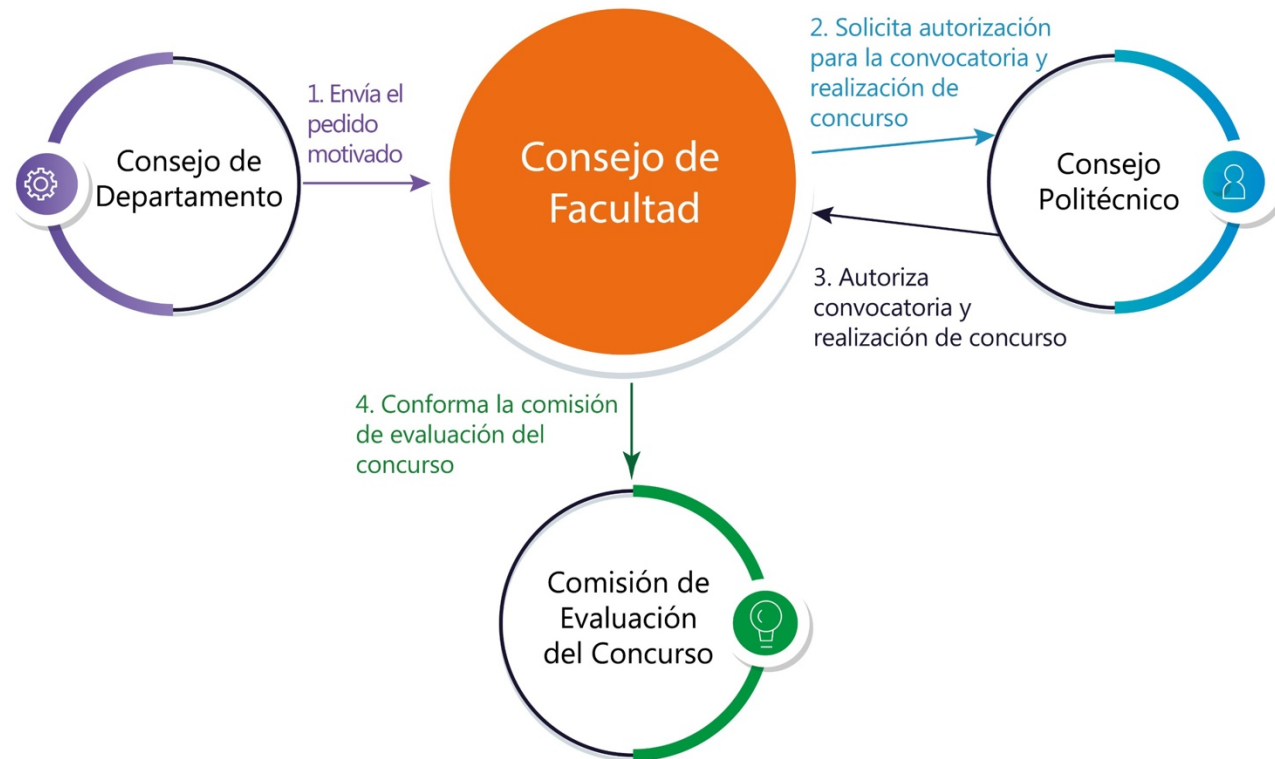 Consejo de
Departamento
1. Envía el
pedido
motivado
Consejo de
Facultad
2. Solicita autorización
para la convocatoria y
realización de
concurso
Consejo
Politécnico
3. Autoriza
convocatoria y
realización de concurso
4. Conforma la comisión
de evaluación del
concurso
Comisión de
Evaluación
del Concurso